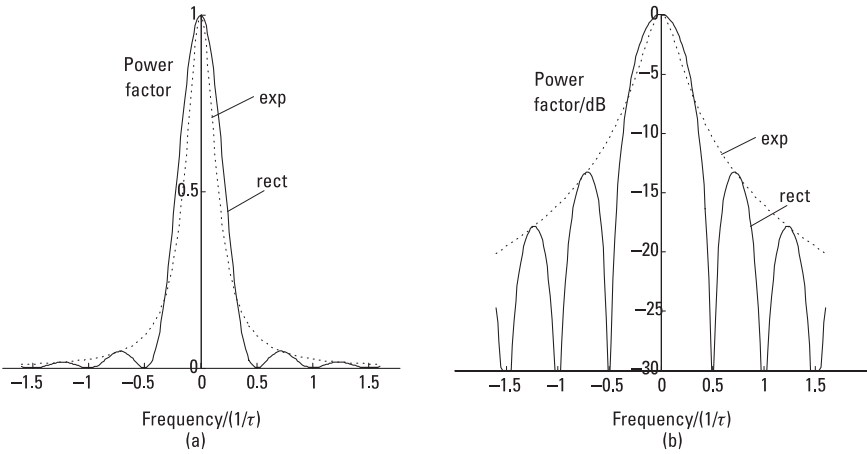 1
Power
factor
exp
0.5
rect
0
–1.5 –1 –0.5 0 0.5 1 1.5
Frequency/(1/τ)
(a)
0
–5
Power
factor/dB
–10
exp
–15
rect
–20
–25
–30
–1.5 –1 –0.5 0 0.5 1 1.5
Frequency/(1/τ)
(b)